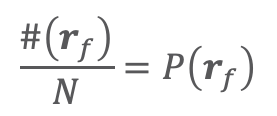 #(r_f)/N = P(r_f)